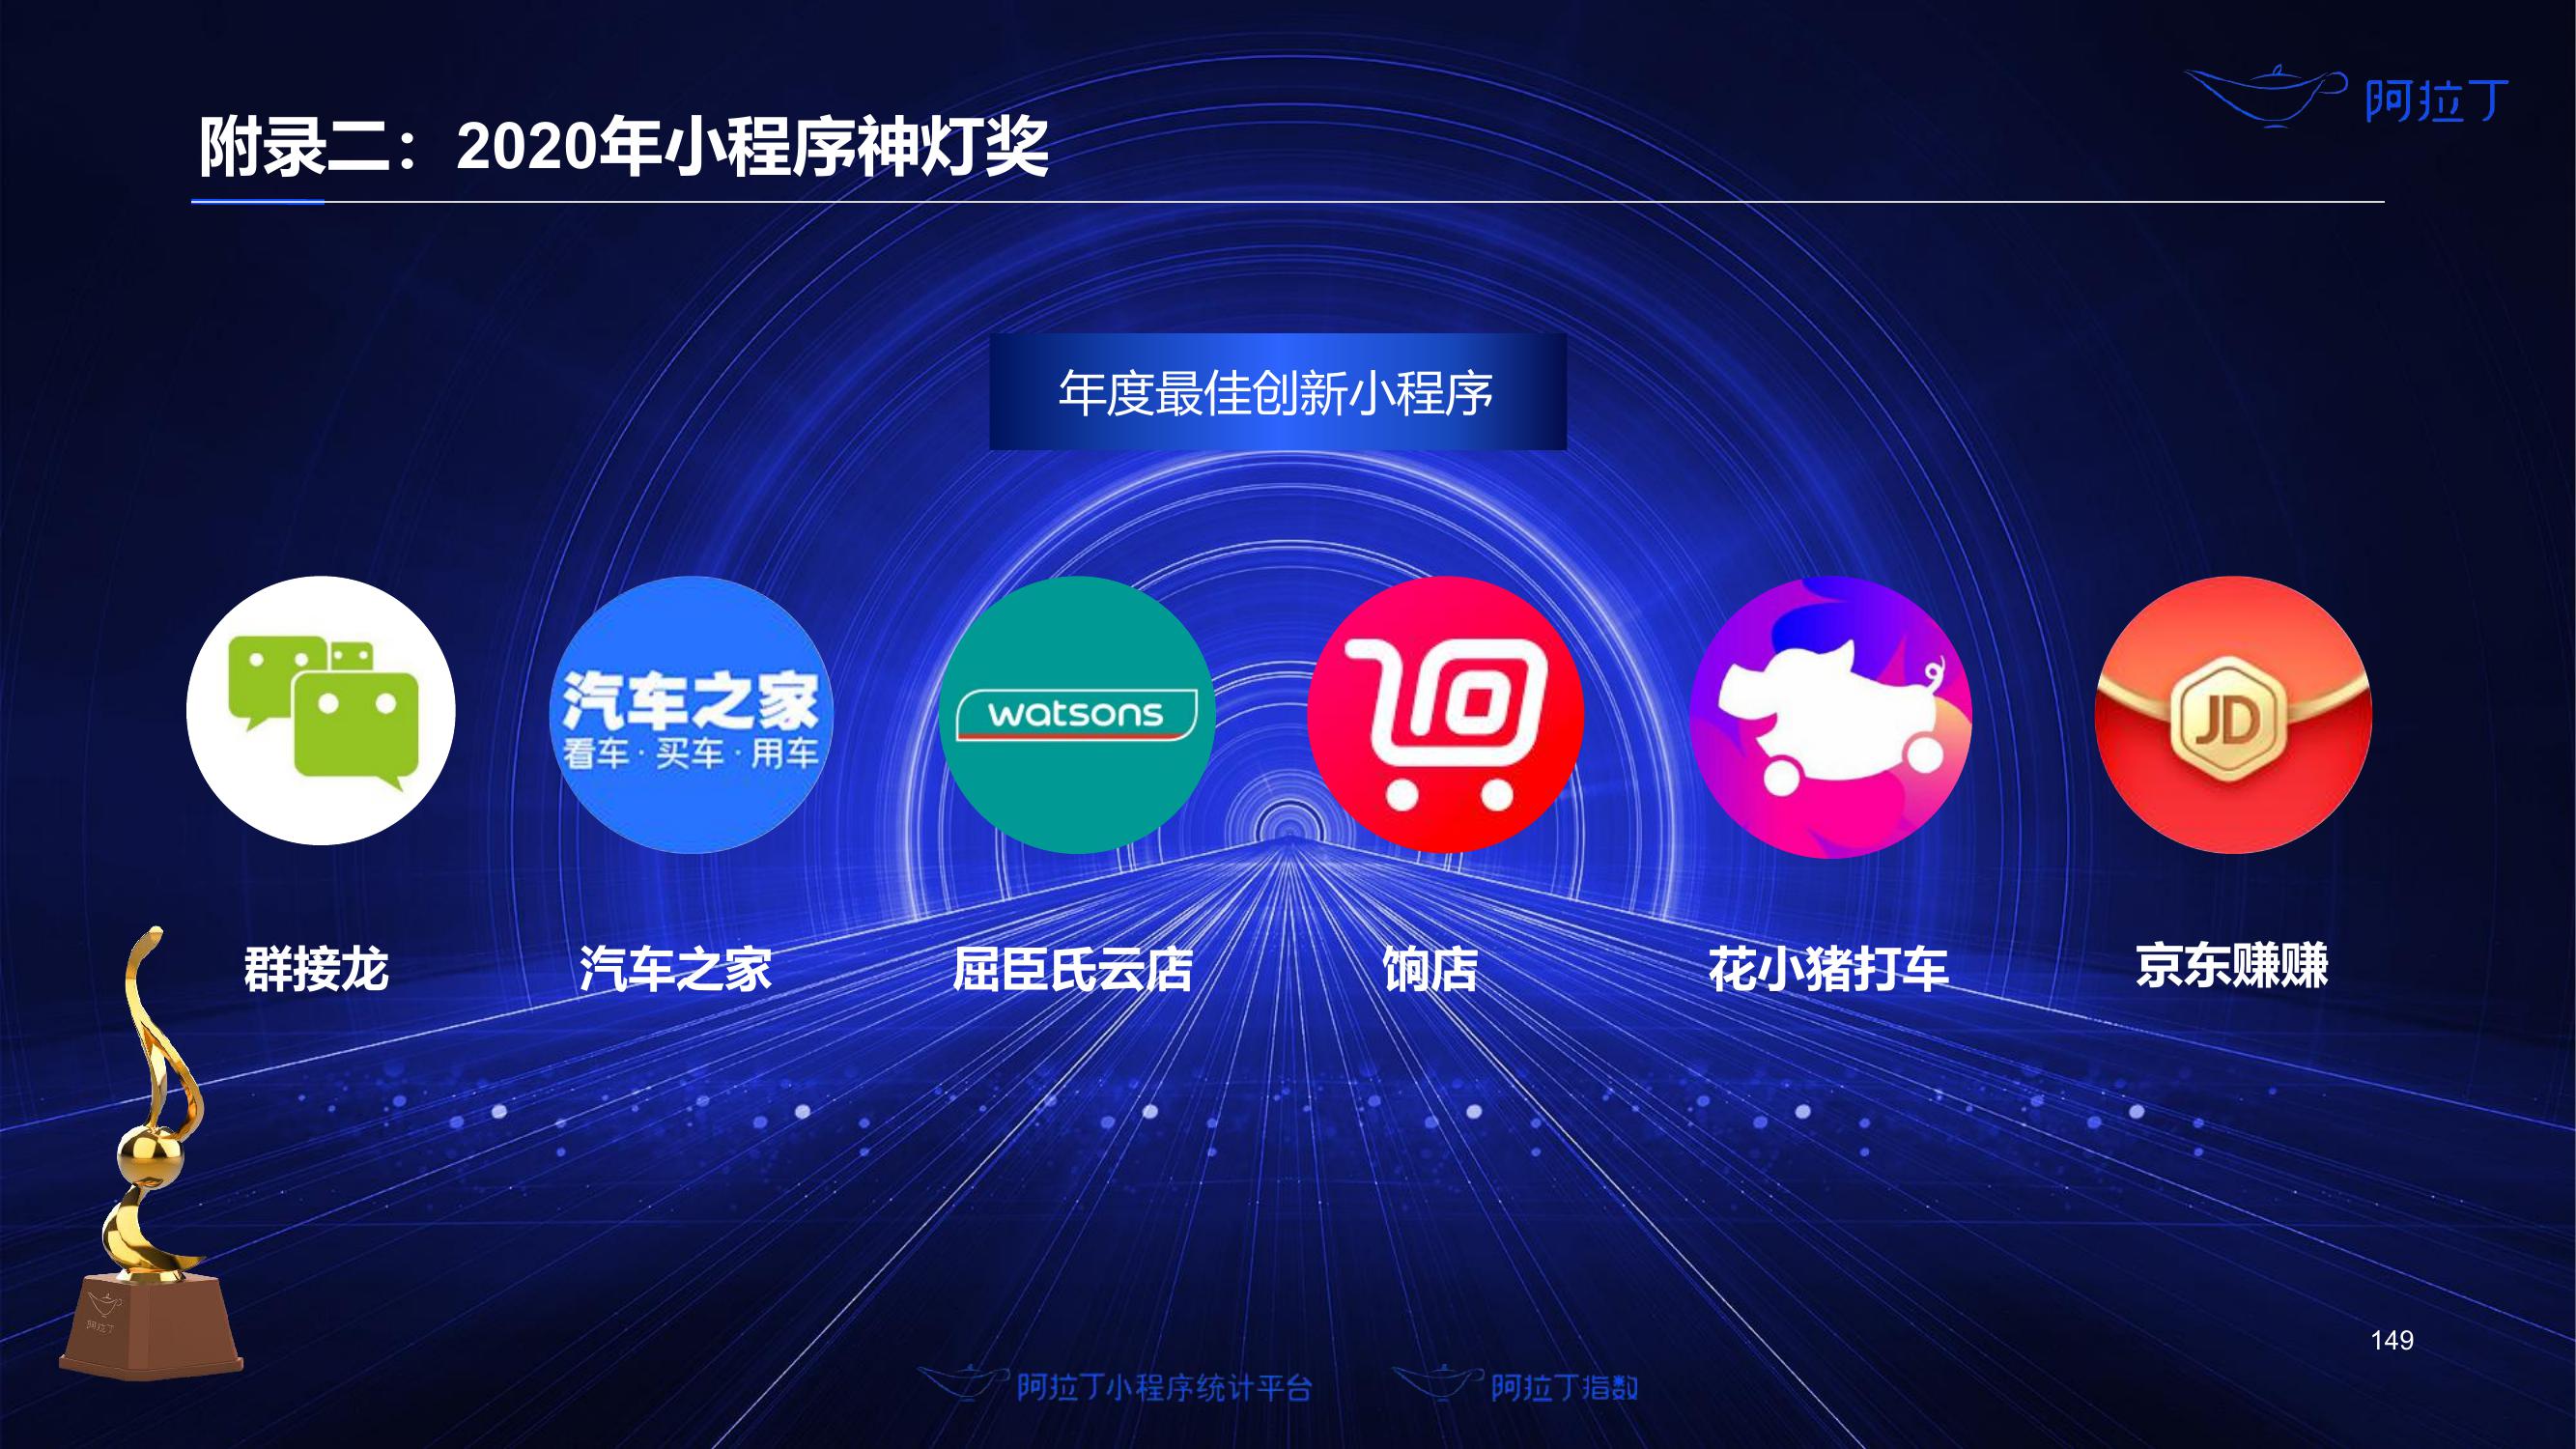 阿拉丁
附录二：2020年小程序神灯奖
年度最佳创新小程序
汽车之家
看车·买车·用车
watsons
JD
群接龙
汽车之家
屈臣氏云店
饷店
花小猪打车
京东赚赚
阿拉丁
149
阿拉丁小程序统计平台
阿拉丁指数